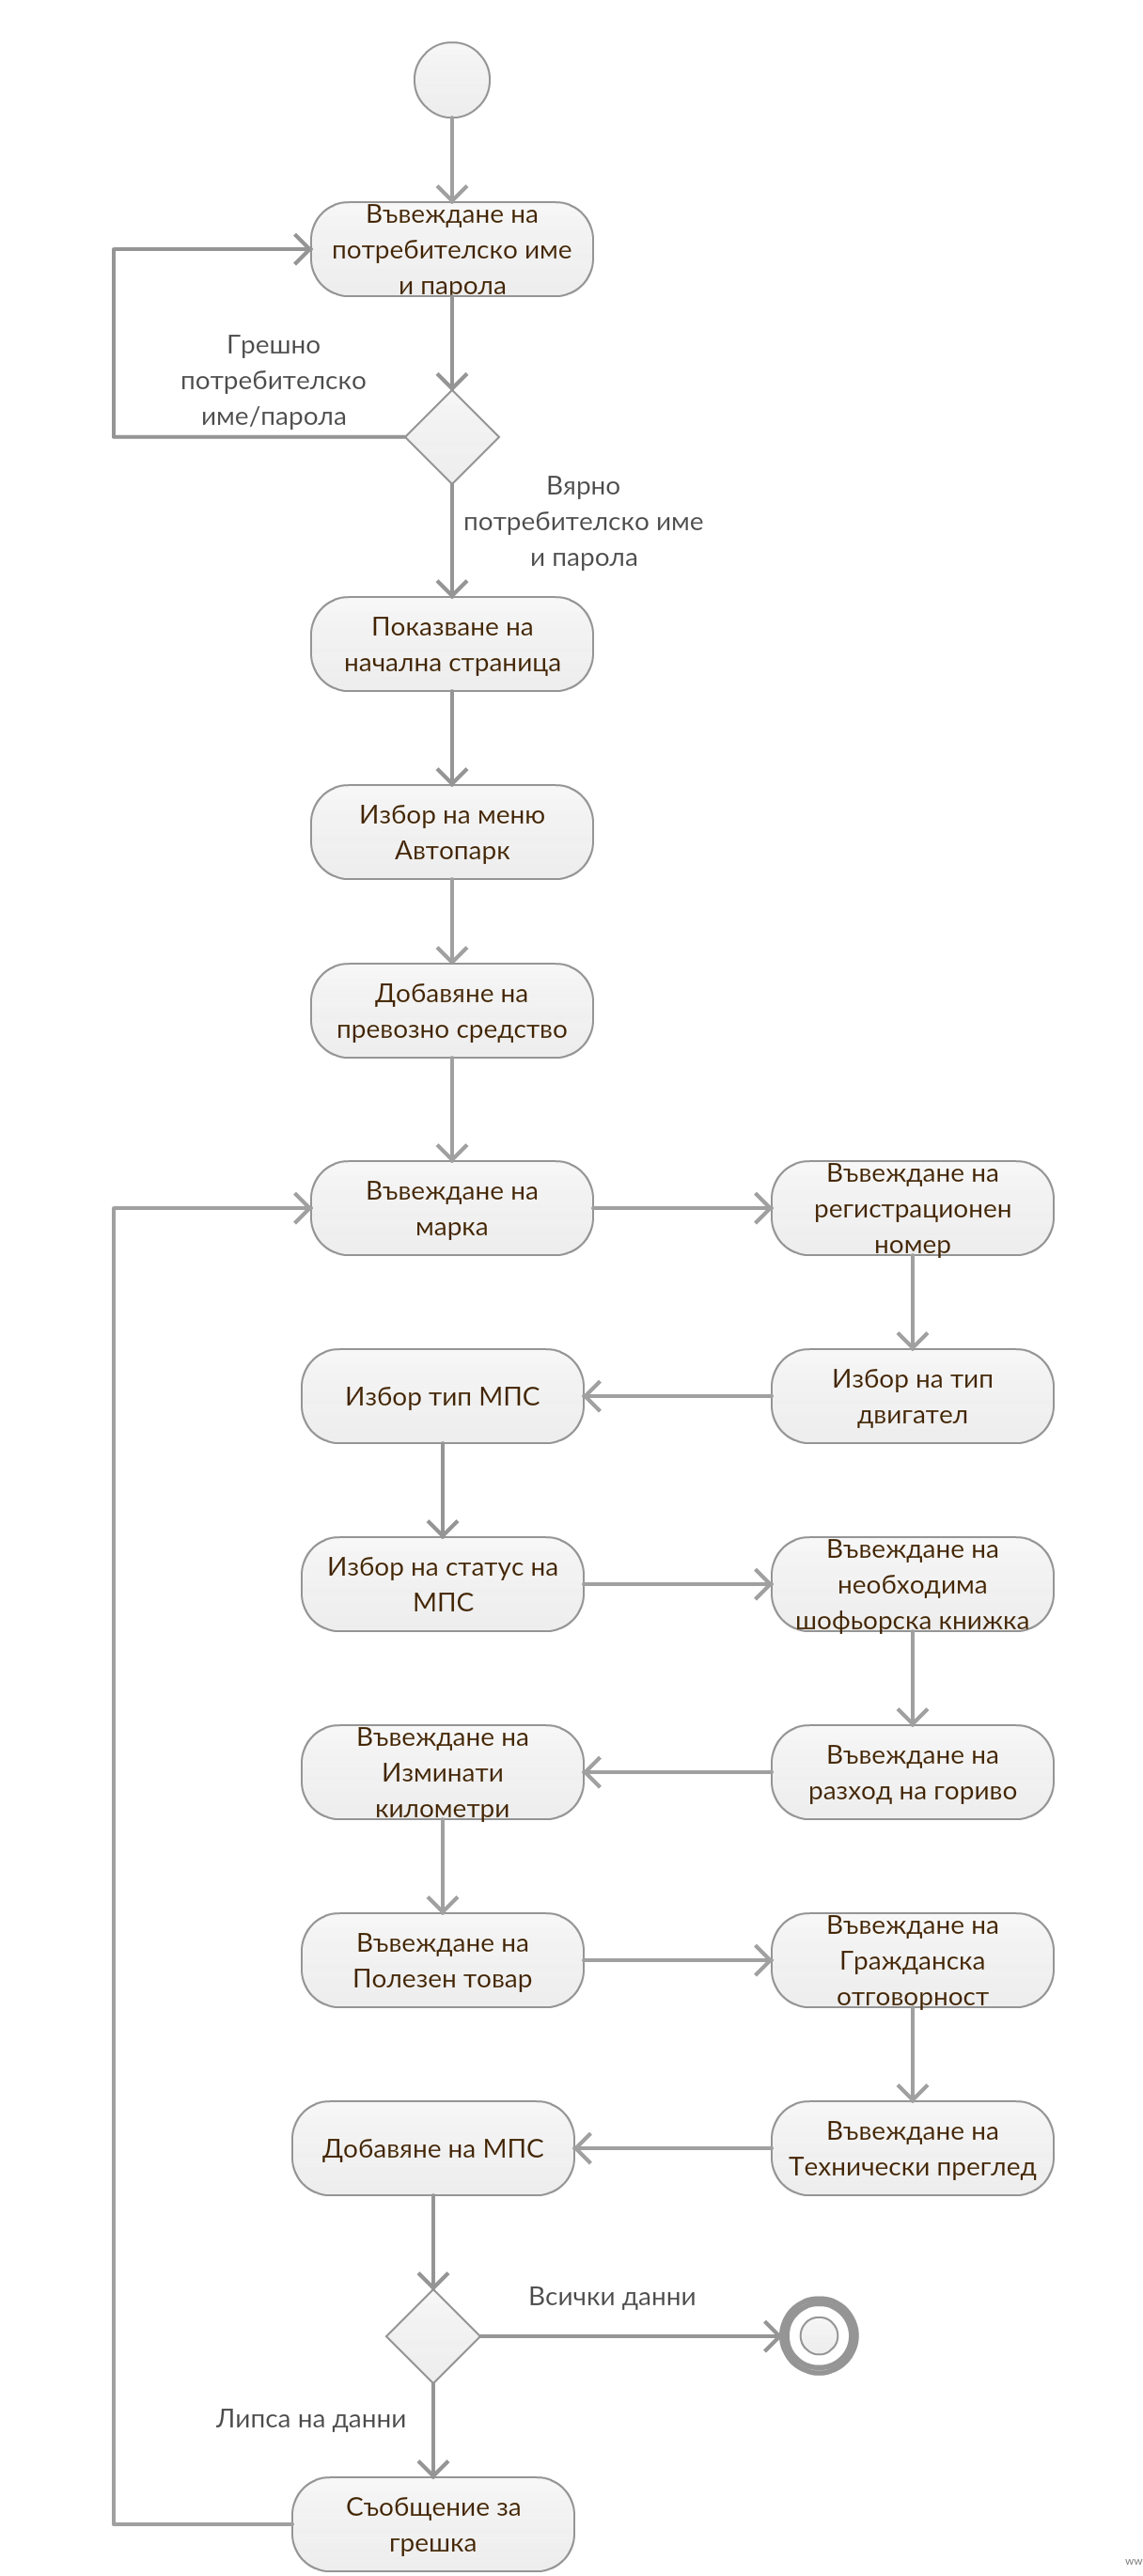 Въвеждане на
потребителско име
и парола
Грешно
потребителско
име/парола
Вярно
потребителско име
и парола
Показване на
начална страница
Избор на меню
Автопарк
Добавяне на
превозно средство
Въвеждане на
марка
Въвеждане на
регистрационен
номер
Избор на тип
двигател
Избор тип МПС
Избор на статус на
МПС
Въвеждане на
необходима
шофьорска книжка
Въвеждане на
разход на гориво
Въвеждане на
Изминати
километри
Въвеждане на
Полезен товар
Въвеждане на
Гражданска
отговорност
Въвеждане на
Технически преглед
Добавяне на МПС
Всички данни
Липса на данни
Съобщение за
грешка
ww